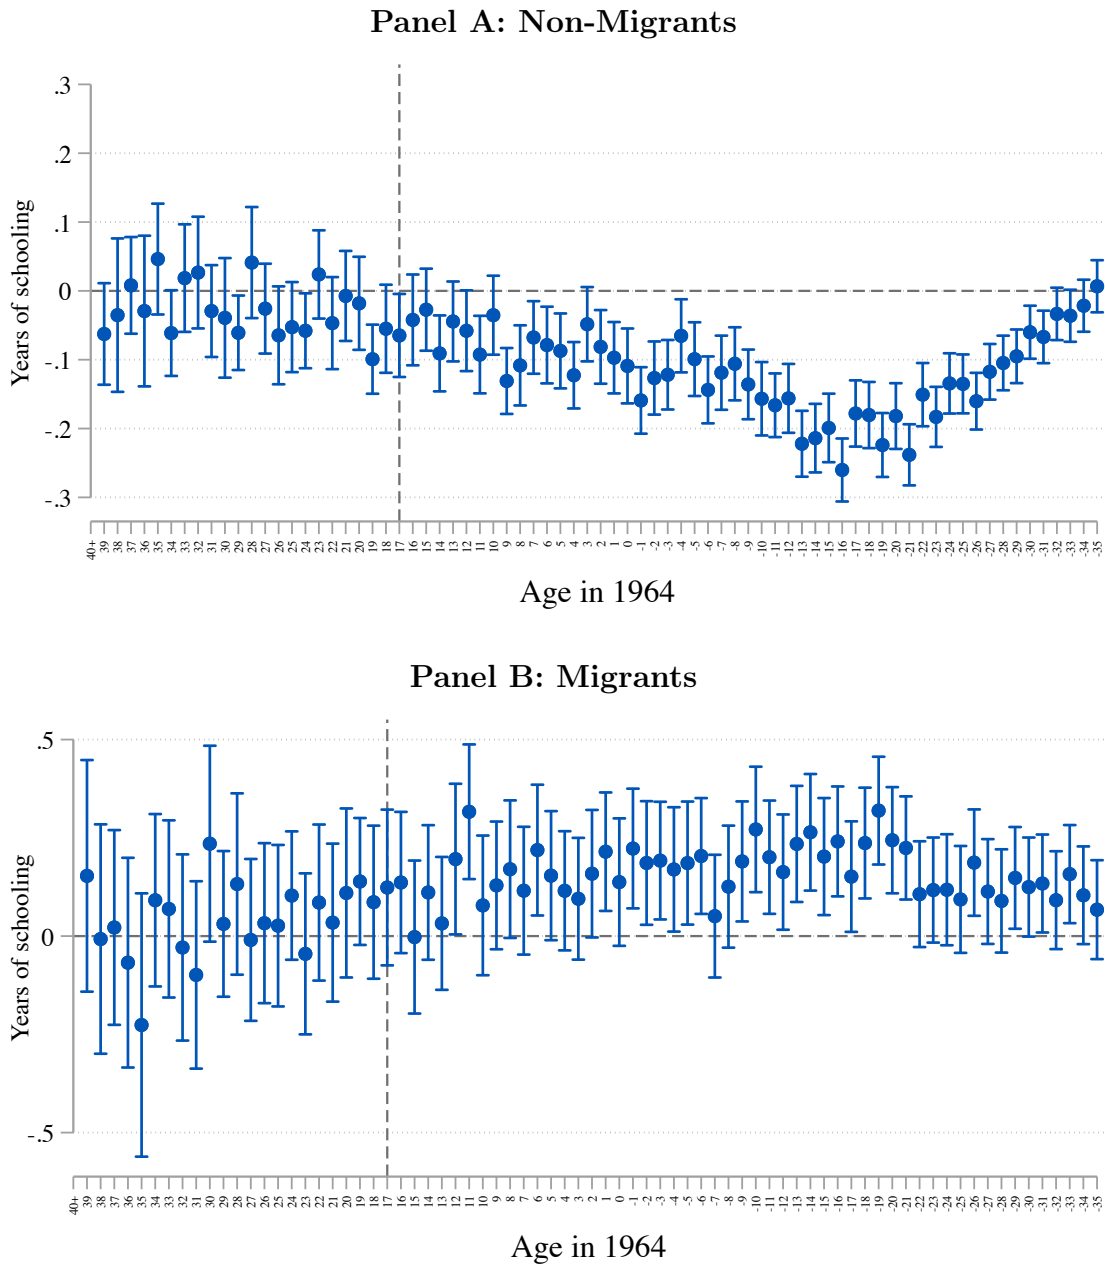 Panel A: Non-Migrants
.3
.2
.1
0
-.1
-.2
-.3
Years of schooling
40+ 39 38 37 36 35 34 33 32 31 30 29 28 27 26 25 24 23 22 21 20 19 18 17 16 15 14 13 12 11 10 9 8 7 6 5 4 3 2 1 0 -1 -2 -3 -4 -5 -6 -7 -8 -9 -10 -11 -12 -13 -14 -15 -16 -17 -18 -19 -20 -21 -22 -23 -24 -25 -26 -27 -28 -29 -30 -31 -32 -33 -34 -35
Age in 1964
Panel B: Migrants
.5
0
-.5
Years of schooling
40+ 39 38 37 36 35 34 33 32 31 30 29 28 27 26 25 24 23 22 21 20 19 18 17 16 15 14 13 12 11 10 9 8 7 6 5 4 3 2 1 0 -1 -2 -3 -4 -5 -6 -7 -8 -9 -10 -11 -12 -13 -14 -15 -16 -17 -18 -19 -20 -21 -22 -23 -24 -25 -26 -27 -28 -29 -30 -31 -32 -33 -34 -35
Age in 1964